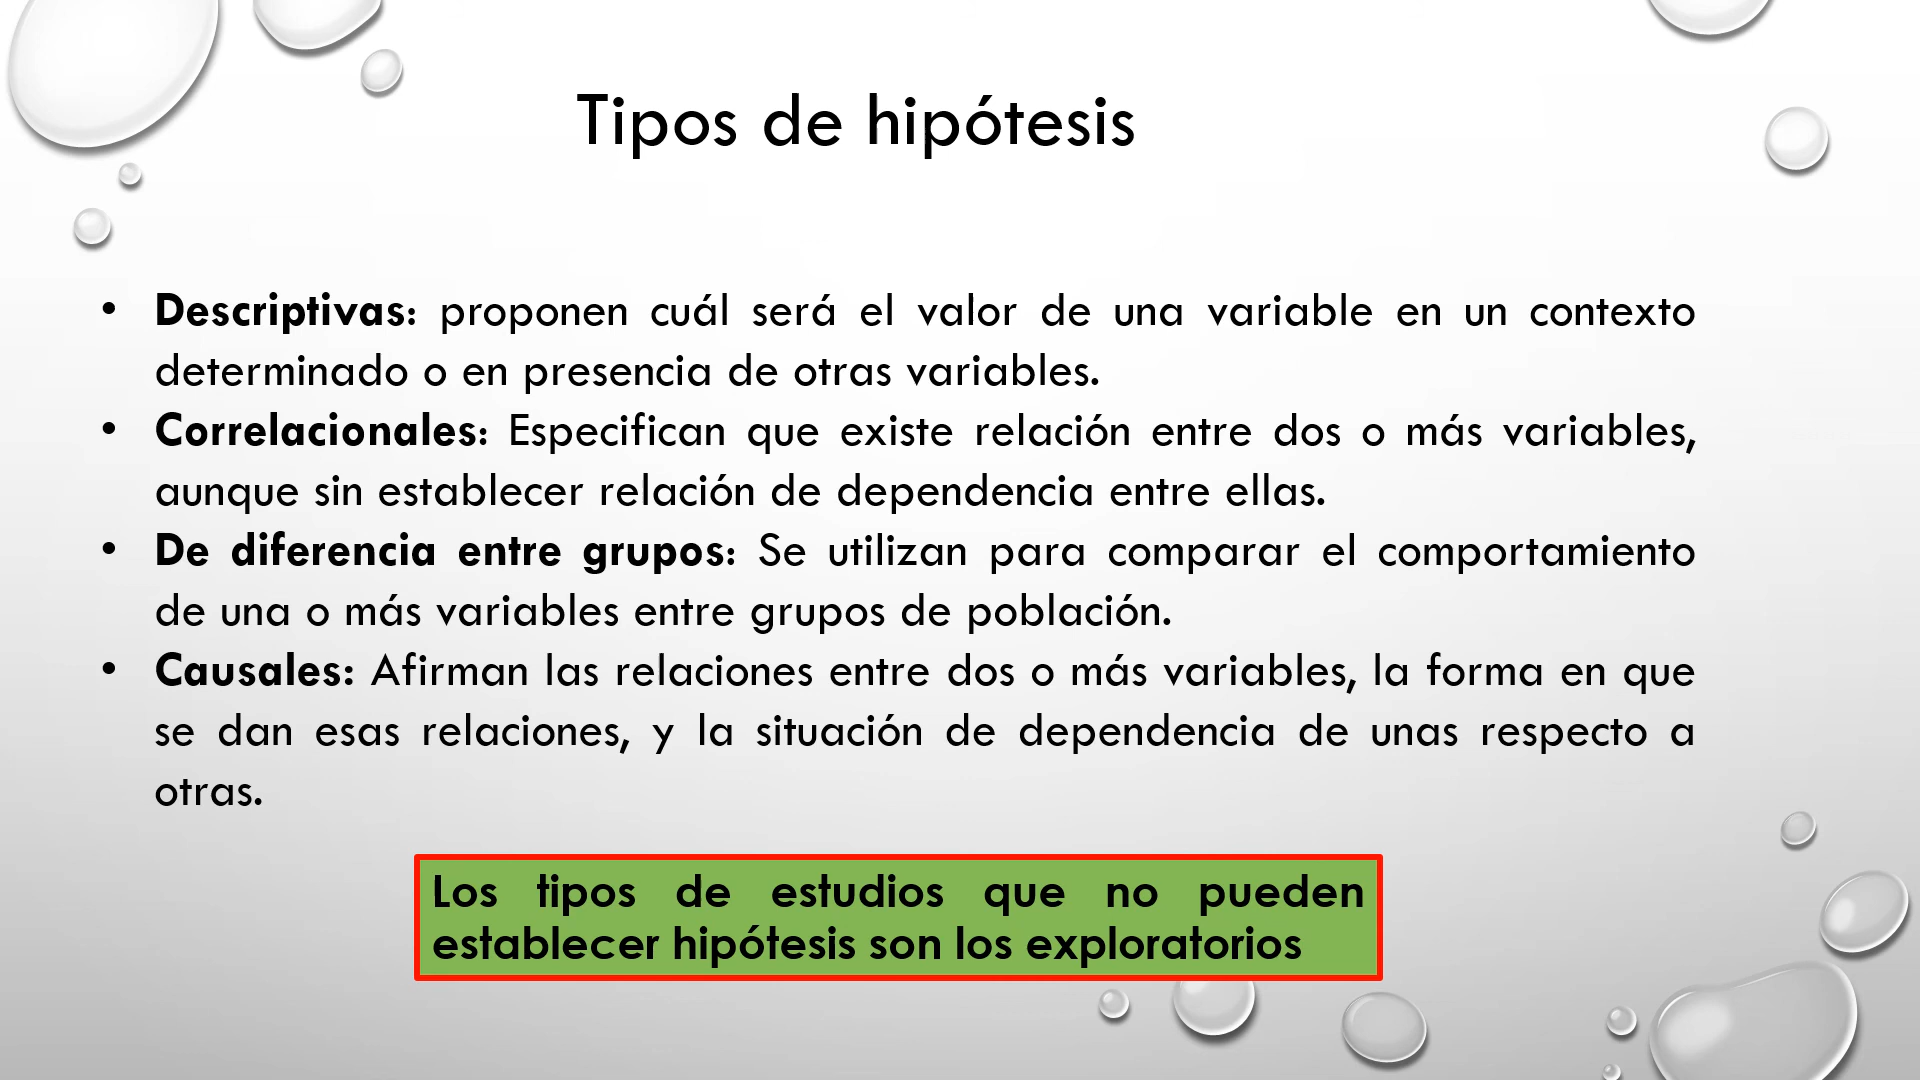 Tipos de hipótesis
• Descriptivas: proponen cuál será el valor de una variable en un contexto
determinado o en presencia de otras variables.
• Correlacionales: Especifican que existe relación entre dos o más variables,
aunque sin establecer relación de dependencia entre ellas.
• De diferencia entre grupos: Se utilizan para comparar el comportamiento
de una o más variables entre grupos de población.
• Causales: Afirman las relaciones entre dos o más variables, la forma en que
se dan esas relaciones, y la situación de dependencia de unas respecto a
otras.
Los tipos de estudios que no pueden
establecer hipótesis son los exploratorios